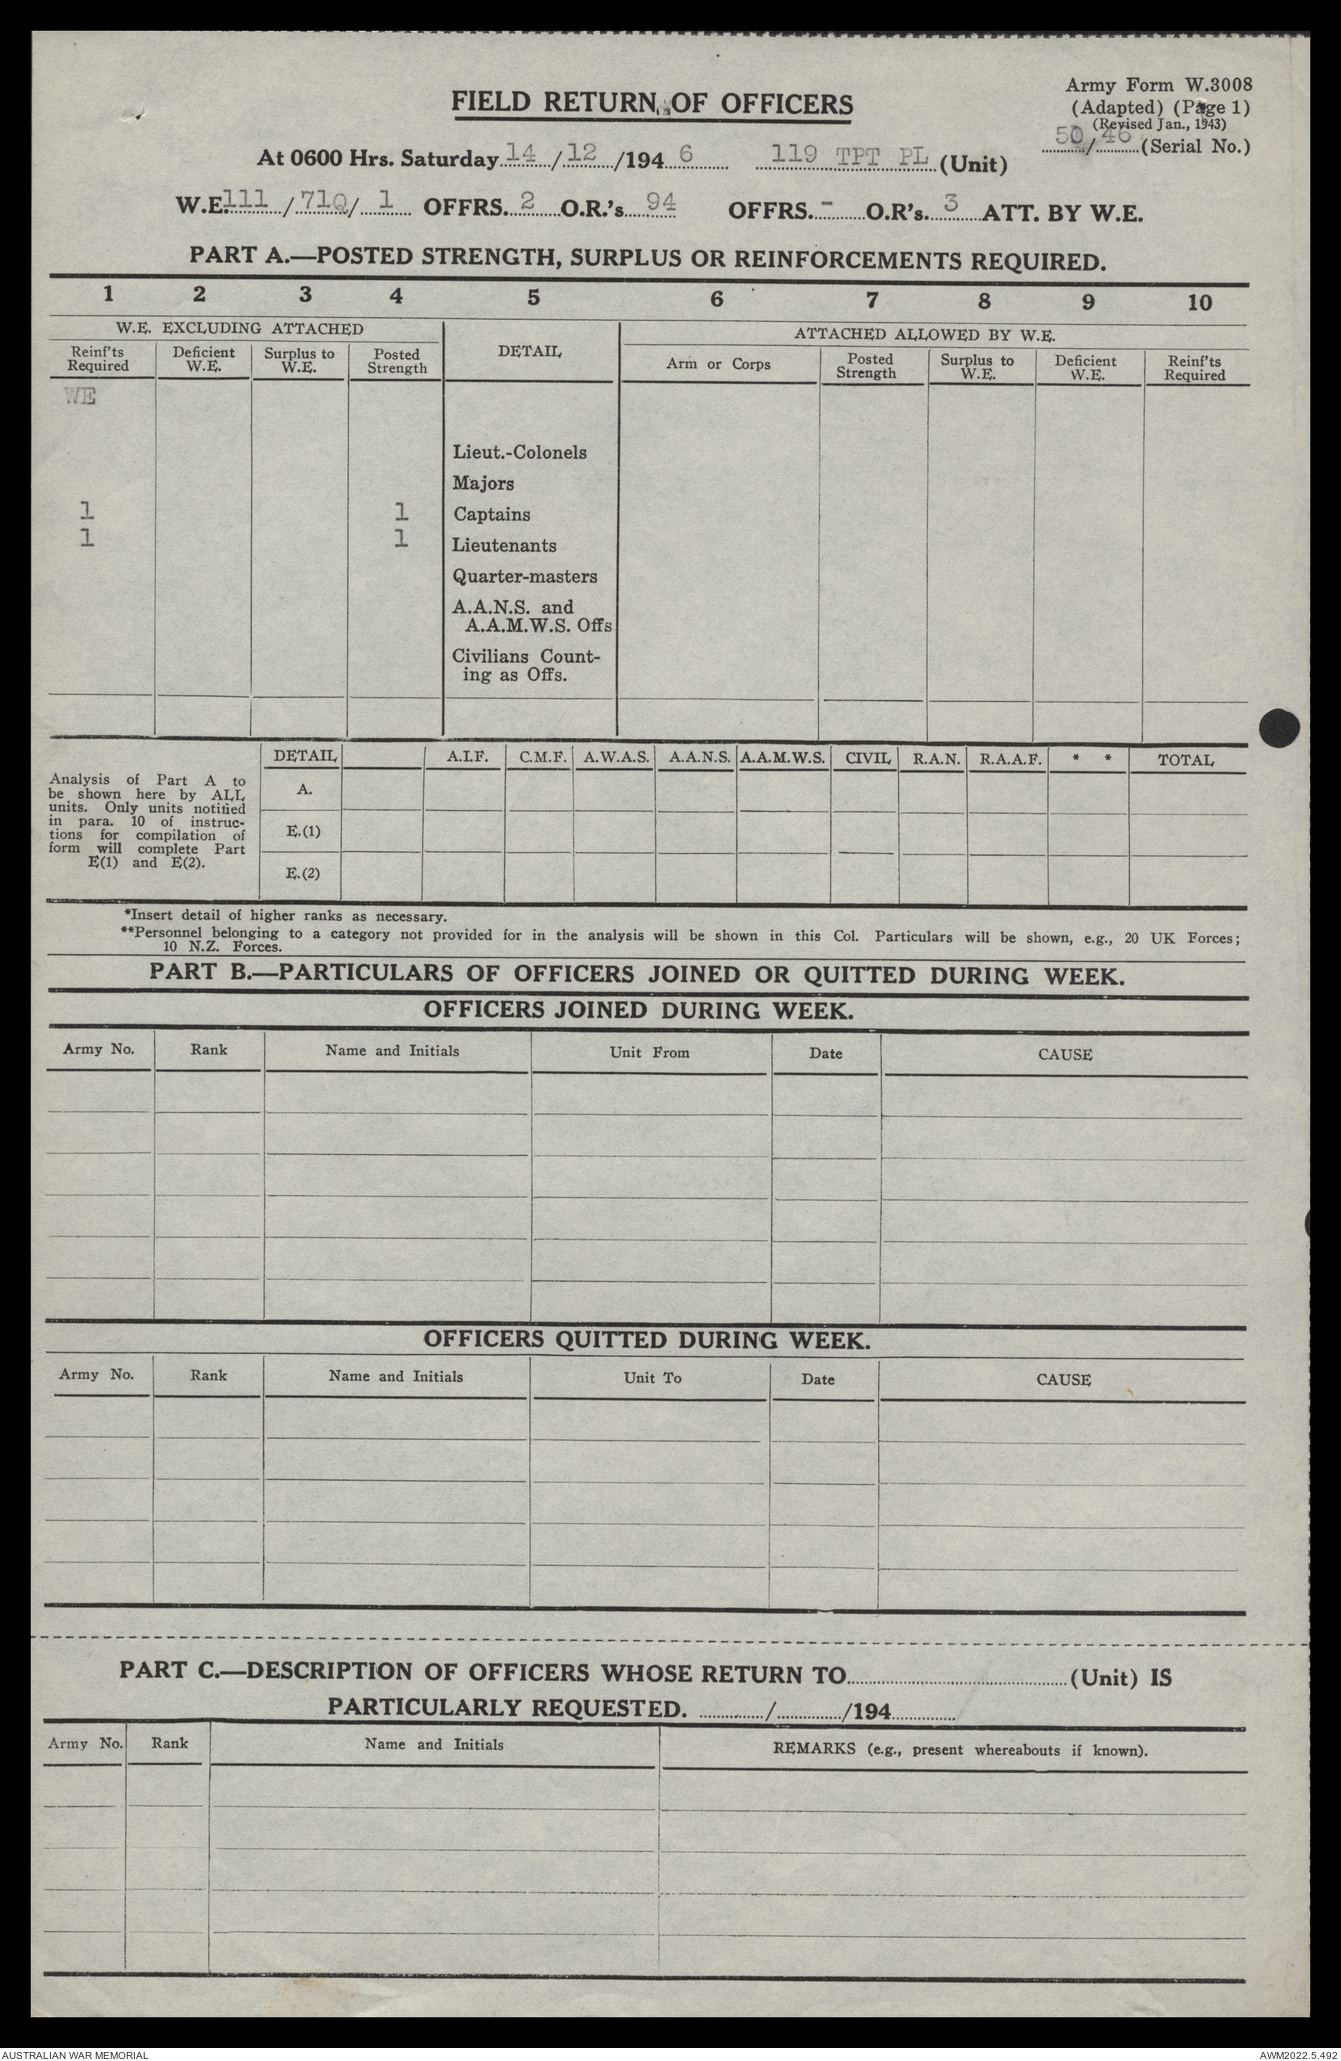 Army Form W.3008
FIELD RETURN OF OFFICERS
(Adapted) (Page 1)
(Revised Jan., 1943)
50/46 (Serial No.)
At 0600 Hrs. Saturday 14/12/1946 119 TPT PL (Unit)
W.E. 111/71Q/1 OFFRS. 2 O.R.'s 94 OFFRS. - O.R's. 3 ATT. BY W.E.
PART A.—POSTED STRENGTH, SURPLUS OR REINFORCEMENTS REQUIRED.
1 2 3 4 5 6 7 8 9 10
W.E. EXCLUDING ATTACHED DETAIL ATTACHED ALLOWED BY W.E.
Reinf'ts Required Deficient W.E. Surplus to W.E. Posted Strength Arm or Corps Posted Strength Surplus to W.E. Deficient W.E. Reinf'ts Required
WE
Lieut.-Colonels
Majors
1 1 Captains
1 1 Lieutenants
Quarter-masters
A.A.N.S. and
A.A.M.W.S. Offs
Civilians Count-
ing as Offs.
DETAIL A.I.F. C.M.F. A.W.A.S. A.A.N.S. A.A.M.W.S. CIVIL R.A.N. R.A.A.F. * * TOTAL
Analysis of Part A to
be shown here by ALL
units. Only units notified
in para. 10 of instruc-
tions for compilation of
form will complete Part
E(1) and E(2).
A.
E.(1)
E.(2)
*Insert detail of higher ranks as necessary.
**Personnel belonging to a category not provided for in the analysis will be shown in this Col. Particulars will be shown, e.g., 20 UK Forces;
10 N.Z. Forces.
PART B.—PARTICULARS OF OFFICERS JOINED OR QUITTED DURING WEEK.
OFFICERS JOINED DURING WEEK.
Army No. Rank Name and Initials Unit From Date CAUSE
OFFICERS QUITTED DURING WEEK.
Army No. Rank Name and Initials Unit To Date CAUSE
PART C.—DESCRIPTION OF OFFICERS WHOSE RETURN TO (Unit) IS
PARTICULARLY REQUESTED. / /194
Army No. Rank Name and Initials REMARKS (e.g., present whereabouts if known).
AUSTRALIAN WAR MEMORIAL AWM2022.5.492